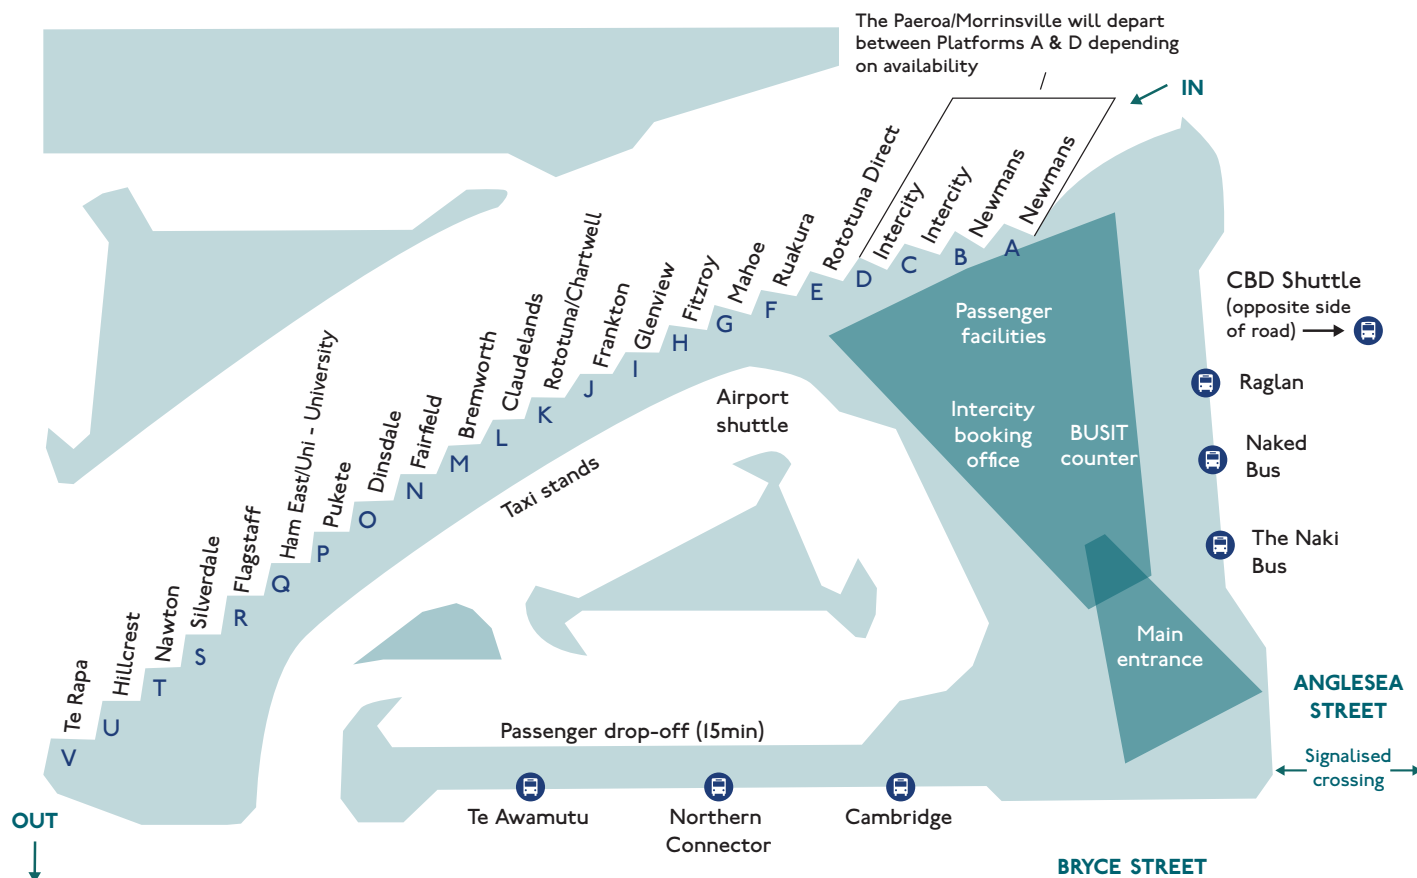 The Paeroa/Morrinsville will depart
between Platforms A & D depending
on availability
IN
Newmans
Newmans
Intercity
Intercity
Rototuna Direct
Ruakura
Mahoe
Fitzroy
Glenview
Frankton
Rototuna/Chartwell
Claudelands
Bremworth
Fairfield
Dinsdale
Pukete
Ham East/Uni - University
Flagstaff
Silverdale
Nawton
Hillcrest
Te Rapa
A
B
C
D
E
F
G
H
I
J
K
L
M
N
O
P
Q
R
S
T
U
V
Passenger
facilities
Intercity
booking
office
BUSIT
counter
Main
entrance
Airport
shuttle
Taxi stands
CBD Shuttle
(opposite side
of road)
Raglan
Naked
Bus
The Naki
Bus
ANGLESEA
STREET
Signalised
crossing
Passenger drop-off (15min)
Te Awamutu
Northern
Connector
Cambridge
OUT
BRYCE STREET